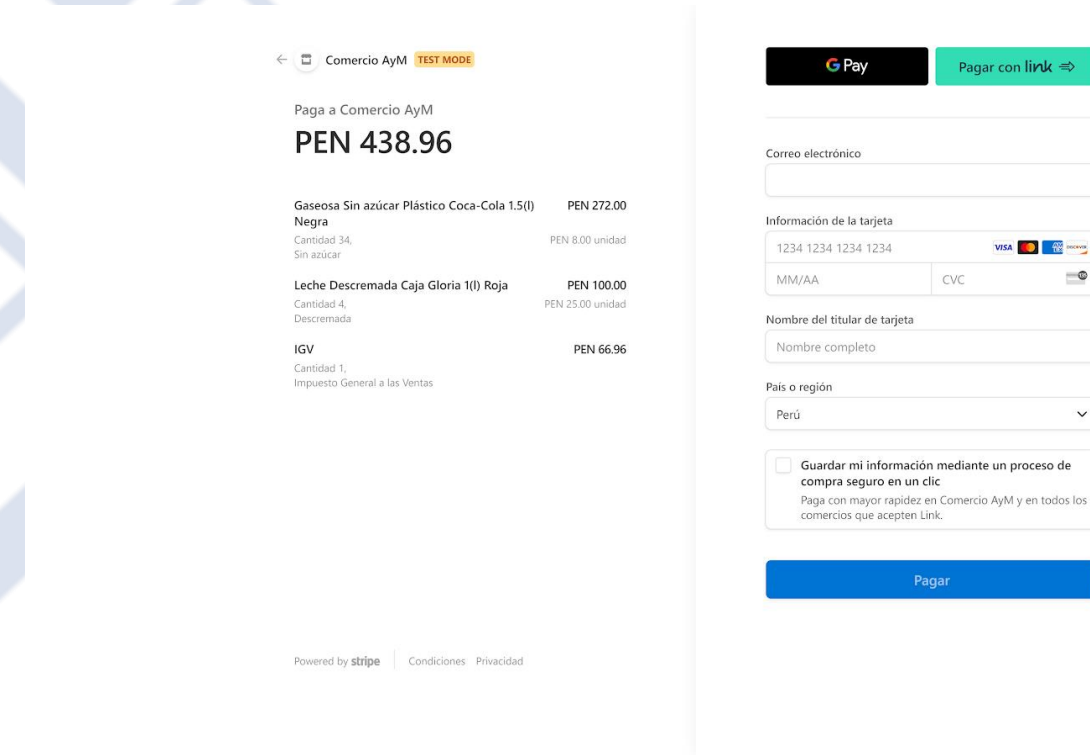 Comercio AyM TEST MODE
Paga a Comercio AyM
PEN 438.96
Gaseosa Sin azúcar Plástico Coca-Cola 1.5(l) PEN 272.00
Negra
Cantidad 34, PEN 8.00 unidad
Sin azúcar
Leche Descremada Caja Gloria 1(l) Roja PEN 100.00
Cantidad 4, PEN 25.00 unidad
Descremada
IGV PEN 66.96
Cantidad 1,
Impuesto General a las Ventas
Powered by stripe Condiciones Privacidad
G Pay Pagar con link
Correo electrónico
Información de la tarjeta
1234 1234 1234 1234 VISA
MM/AA CVC
Nombre del titular de tarjeta
Nombre completo
País o región
Perú
Guardar mi información mediante un proceso de
compra seguro en un clic
Paga con mayor rapidez en Comercio AyM y en todos los
comercios que acepten Link.
Pagar